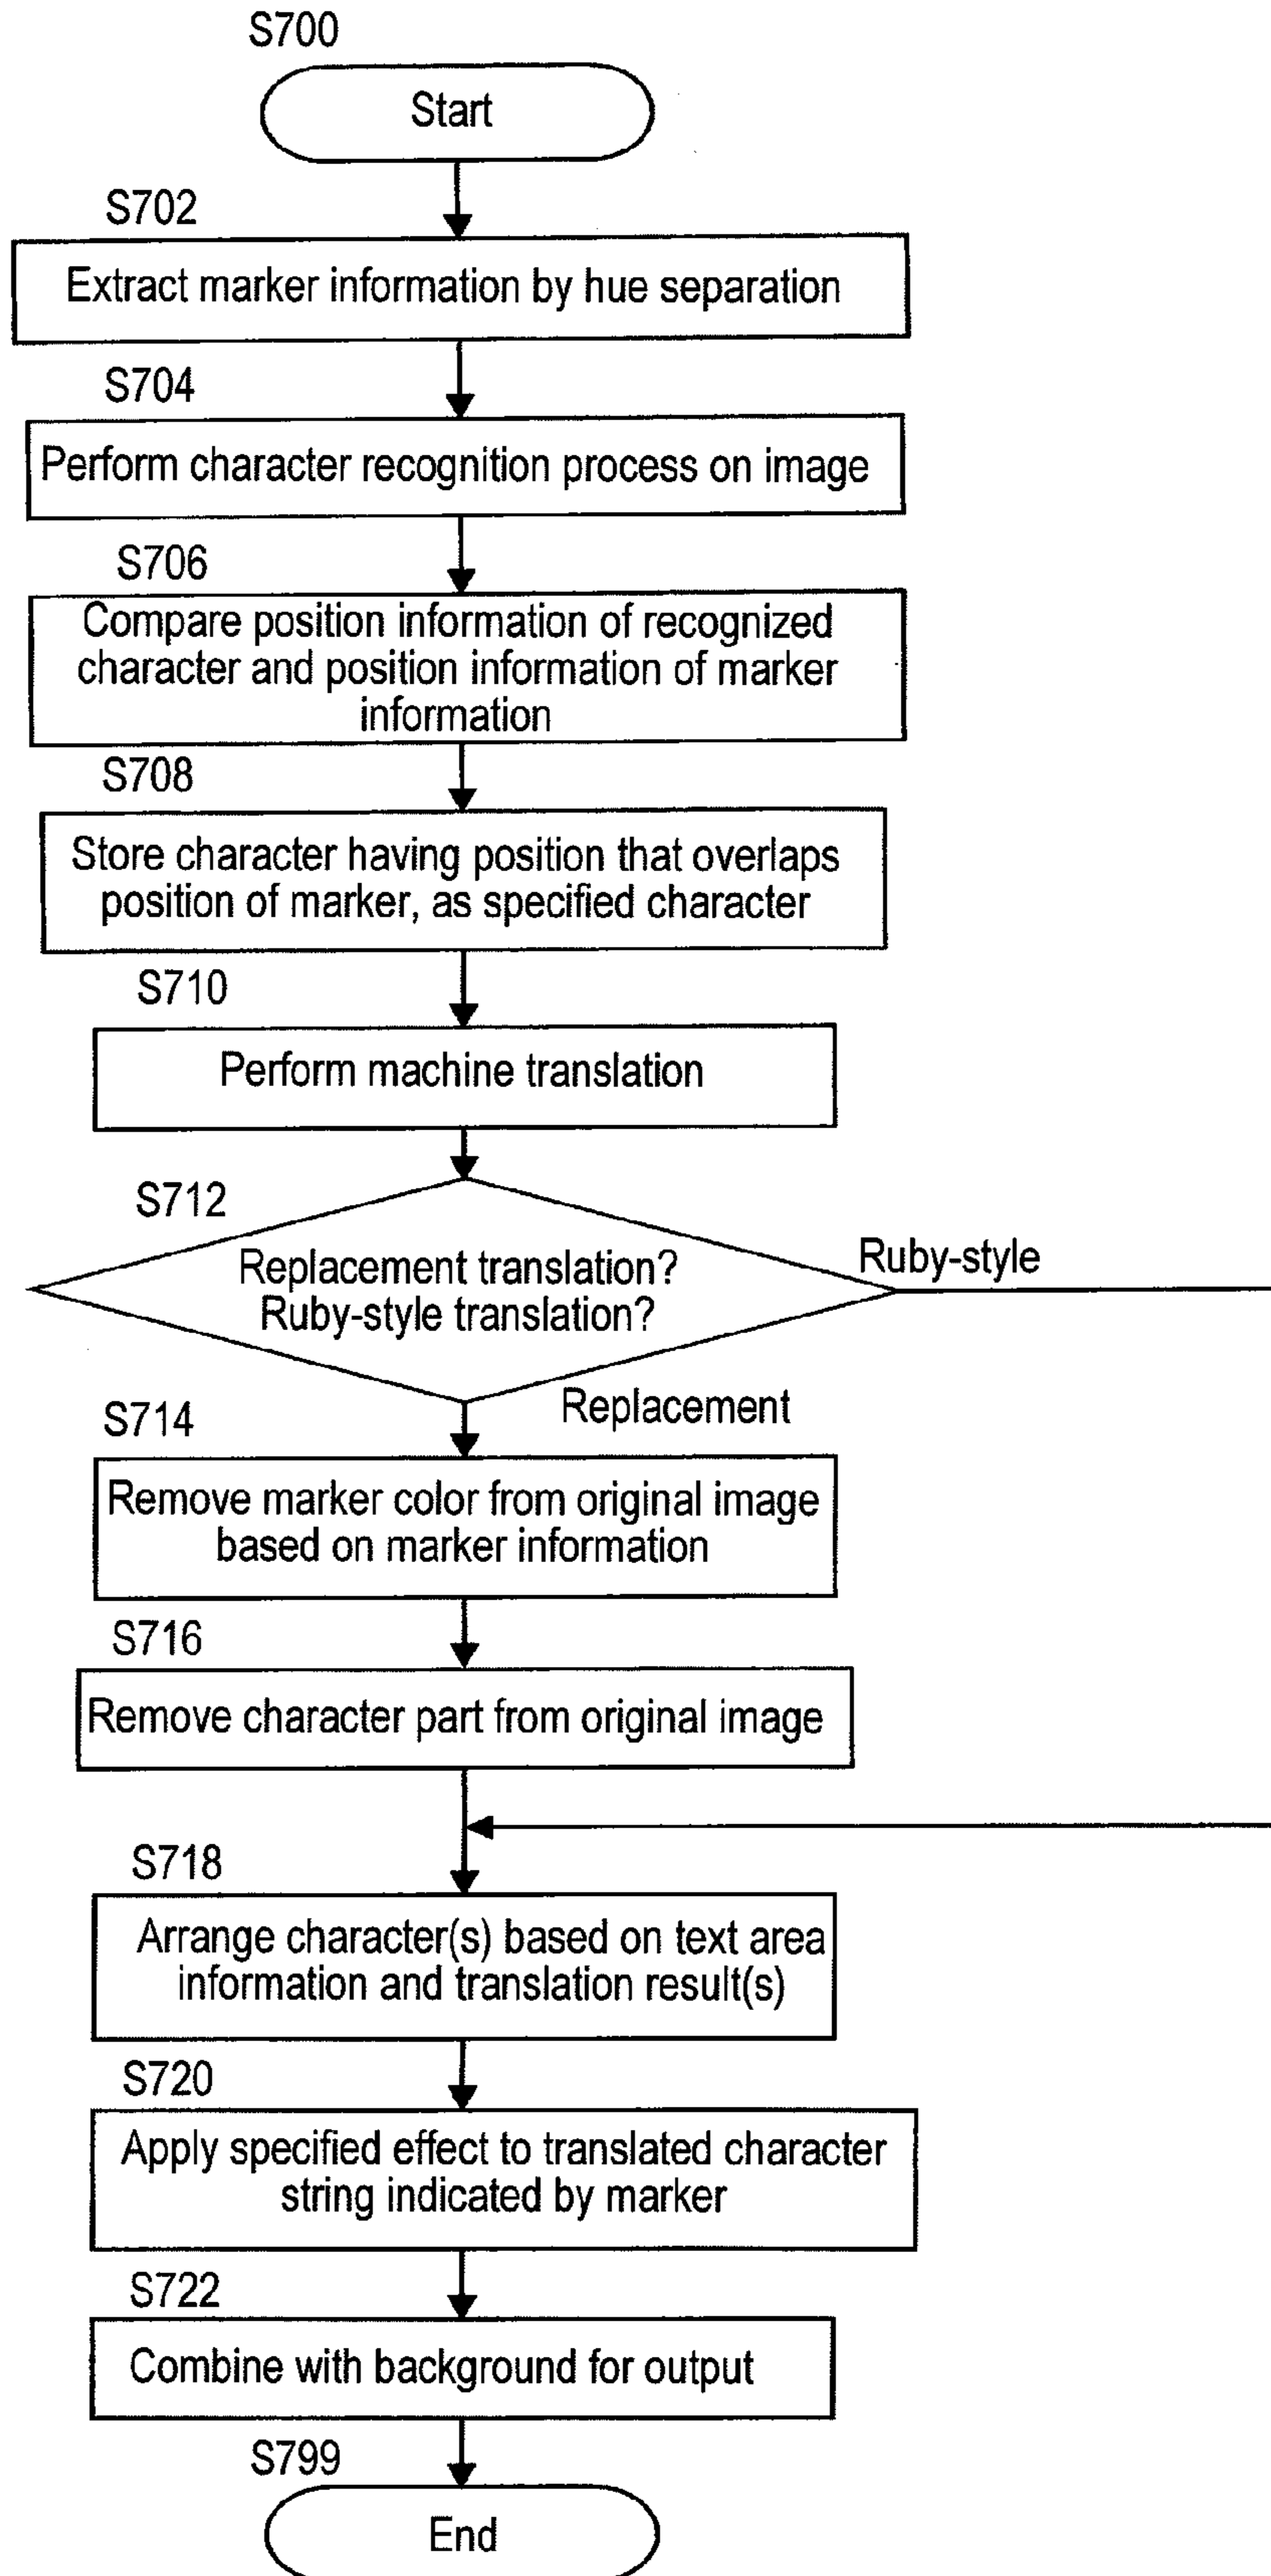 S700
Start
S702
Extract marker information by hue separation
S704
Perform character recognition process on image
S706
Compare position information of recognized
character and position information of marker
information
S708
Store character having position that overlaps
position of marker, as specified character
S710
Perform machine translation
S712
Replacement translation?
Ruby-style translation?
Ruby-style
Replacement
S714
Remove marker color from original image
based on marker information
S716
Remove character part from original image
S718
Arrange character(s) based on text area
information and translation result(s)
S720
Apply specified effect to translated character
string indicated by marker
S722
Combine with background for output
S799
End